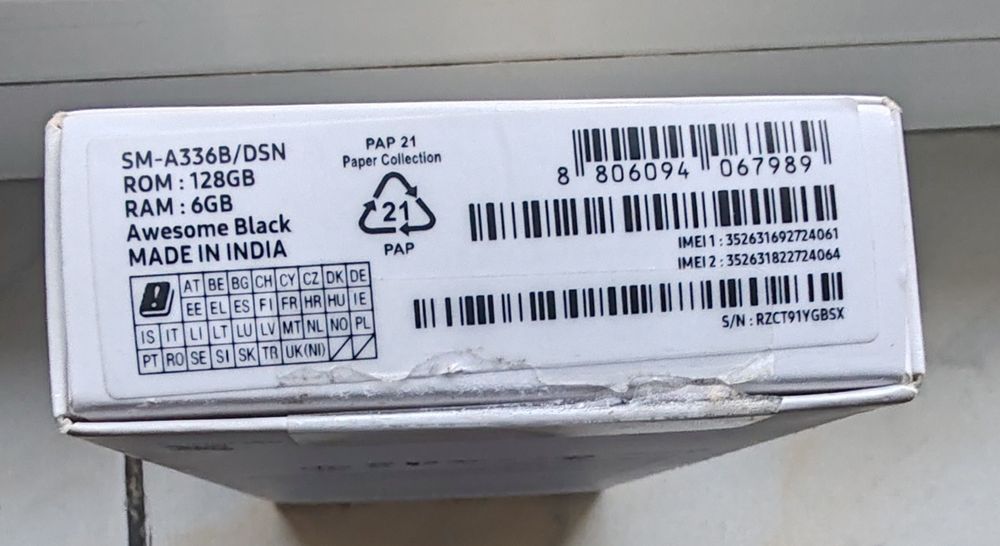 SM-A336B/DSN
ROM : 128GB
RAM : 6GB
Awesome Black
MADE IN INDIA
PAP 21
Paper Collection
21
PAP
8 806094 067989
IMEI 1 : 352631692724061
IMEI 2 : 352631822724064
S/N : RZCT91YGBSX
! AT BE BG CH CY CZ DK DE
EE EL ES FI FR HR HU IE
IS IT LI LT LU LV MT NL NO PL
PT RO SE SI SK TR UK(NI)